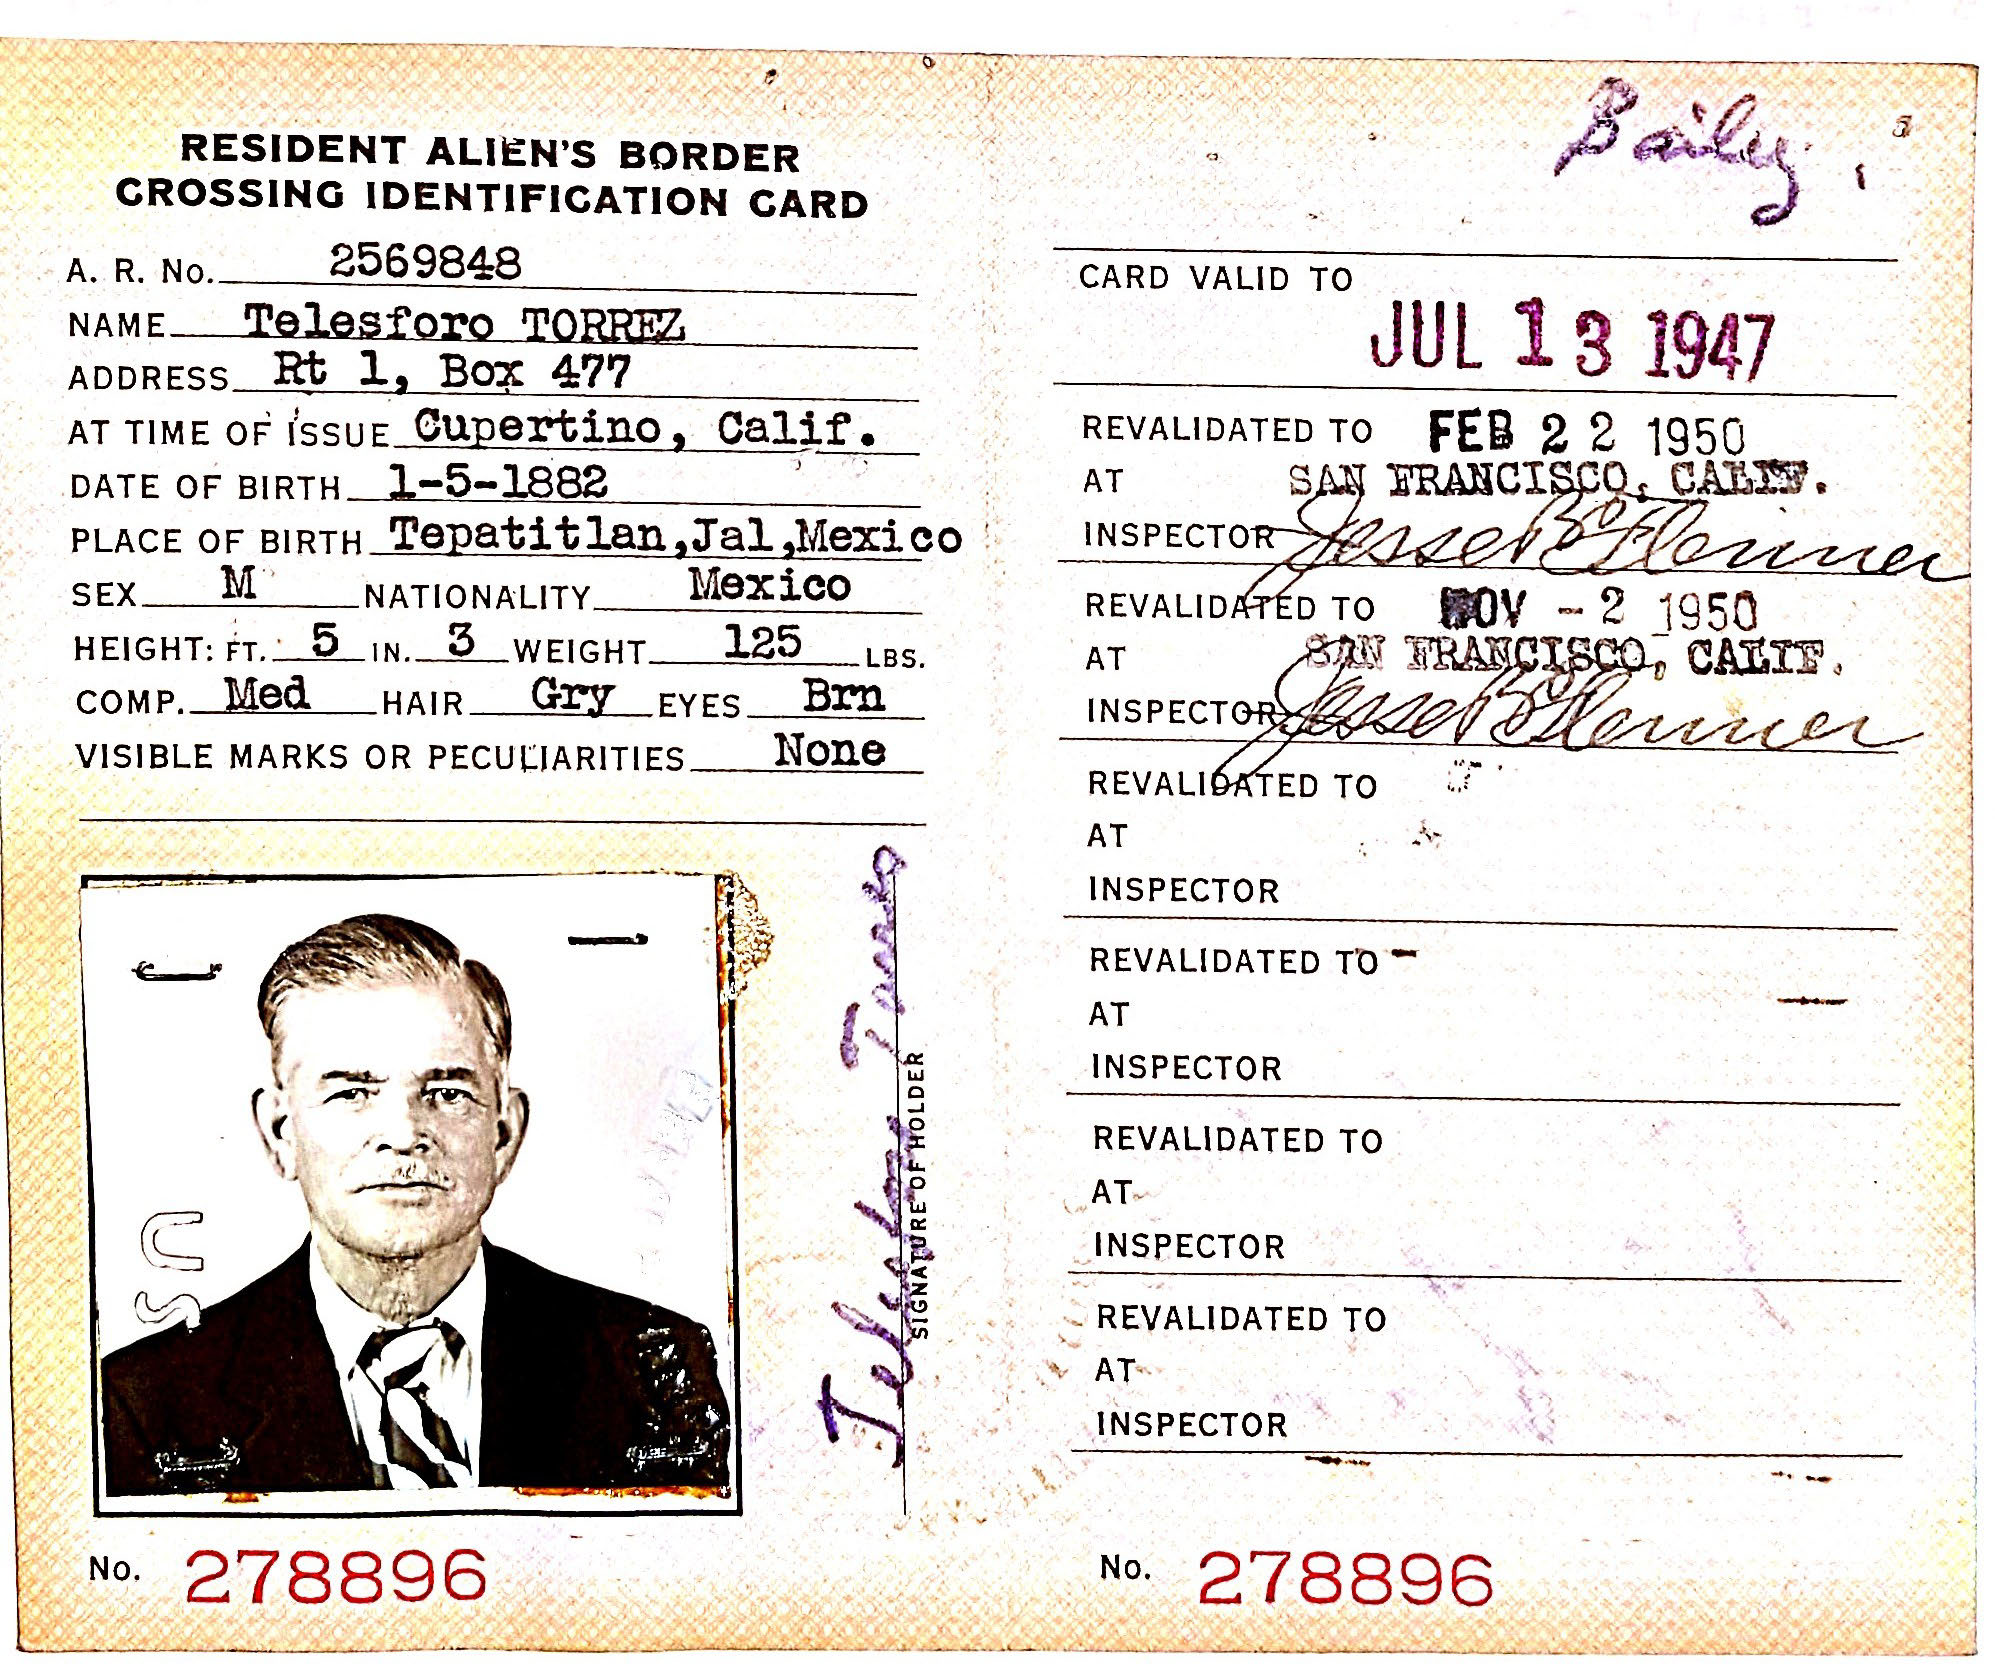 RESIDENT ALIEN'S BORDER
CROSSING IDENTIFICATION CARD
A. R. No. 2569848
NAME Telesforo TORREZ
ADDRESS Rt 1, Box 477
AT TIME OF ISSUE Cupertino, Calif.
DATE OF BIRTH 1-5-1882
PLACE OF BIRTH Tepatitlan,Jal,Mexico
SEX M NATIONALITY Mexico
HEIGHT: FT. 5 IN. 3 WEIGHT 125 LBS.
COMP. Med HAIR Gry EYES Brn
VISIBLE MARKS OR PECULIARITIES None
U S
Telesforo Torrez
SIGNATURE OF HOLDER
No. 278896
Bailey
CARD VALID TO
JUL 13 1947
REVALIDATED TO FEB 22 1950
AT SAN FRANCISCO, CALIF.
INSPECTOR Jesse B
REVALIDATED TO NOV - 2 1950
AT SAN FRANCISCO, CALIF.
INSPECTOR Jesse B
REVALIDATED TO
AT
INSPECTOR
REVALIDATED TO
AT
INSPECTOR
REVALIDATED TO
AT
INSPECTOR
REVALIDATED TO
AT
INSPECTOR
No. 278896